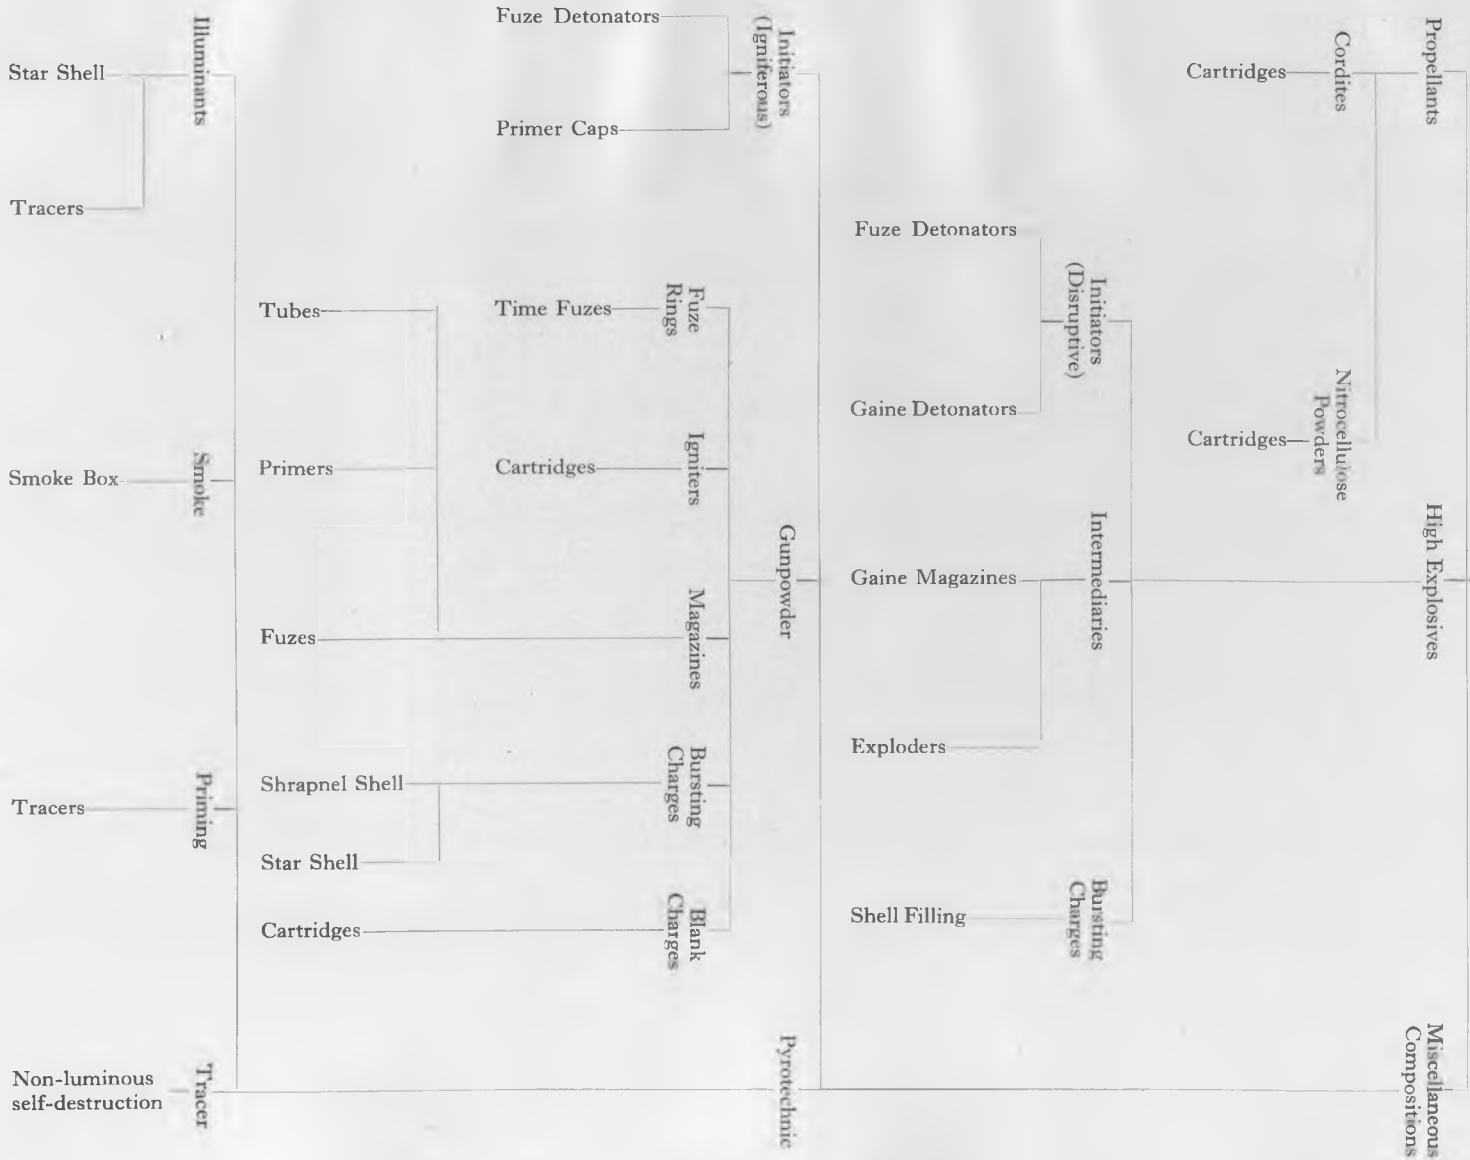 Propellants
High Explosives
Miscellaneous
Compositions
Cordites
Nitrocellulose
Powders
Cartridges
Cartridges
Initiators
(Disruptive)
Intermediaries
Bursting
Charges
Fuze Detonators
Gaine Detonators
Gaine Magazines
Exploders
Shell Filling
Initiators
(Igniferous)
Gunpowder
Pyrotechnic
Fuze Detonators
Primer Caps
Fuze
Rings
Igniters
Magazines
Bursting
Charges
Blank
Charges
Time Fuzes
Cartridges
Tubes
Primers
Fuzes
Shrapnel Shell
Star Shell
Cartridges
Illuminants
Smoke
Priming
Tracer
Star Shell
Tracers
Smoke Box
Tracers
Non-luminous
self-destruction